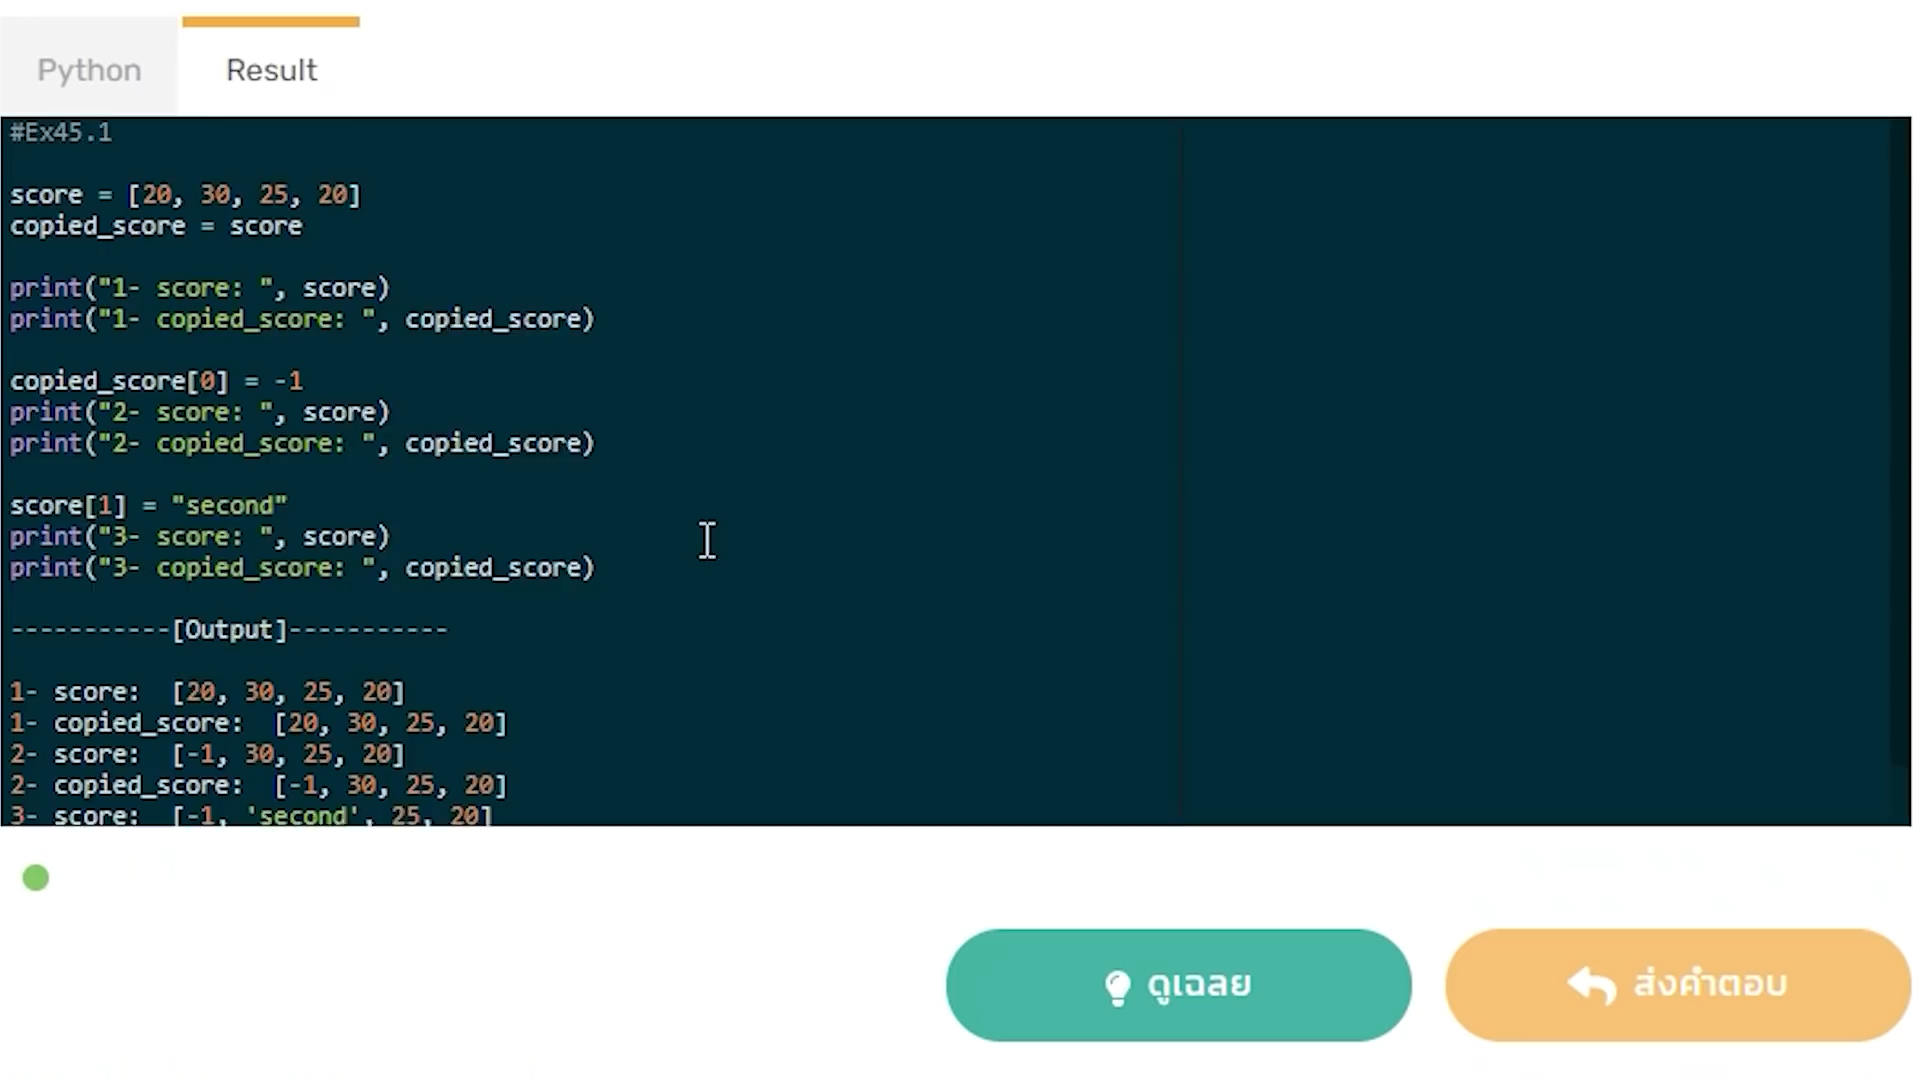 Python
Result
#Ex45.1
score = [20, 30, 25, 20]
copied_score = score
print("1- score: ", score)
print("1- copied_score: ", copied_score)
copied_score[0] = -1
print("2- score: ", score)
print("2- copied_score: ", copied_score)
score[1] = "second"
print("3- score: ", score)
print("3- copied_score: ", copied_score)
-----------[Output]-----------
1- score:  [20, 30, 25, 20]
1- copied_score:  [20, 30, 25, 20]
2- score:  [-1, 30, 25, 20]
2- copied_score:  [-1, 30, 25, 20]
3- score:  [-1, 'second', 25, 20]
ดูเฉลย
ส่งคำตอบ